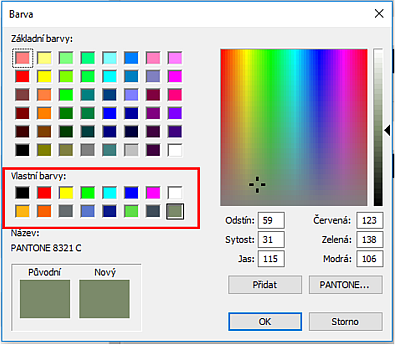 Barva
Základní barvy:
Vlastní barvy:
Název:
PANTONE 8321 C
Původní Nový
Odstín: 59 Červená: 123
Sytost: 31 Zelená: 138
Jas: 115 Modrá: 106
Přidat PANTONE...
OK Storno